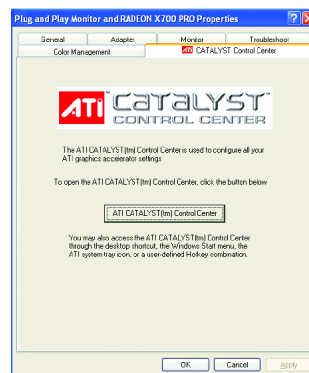 Plug and Play Monitor and RADEON X700 PRO Properties
General Adapter Monitor Troubleshoot
Color Management ATI CATALYST Control Center
ATI CATALYST™
CONTROL CENTER
The ATI CATALYST(tm) Control Center is used to configure all your
ATI graphics accelerator settings
To open the ATI CATALYST(tm) Control Center, click the button below
ATI CATALYST(tm) Control Center
You may also access the ATI CATALYST(tm) Control Center
through the desktop shortcut, the Windows Start menu, the
ATI system tray icon, or a user-defined Hotkey combination.
OK Cancel Apply